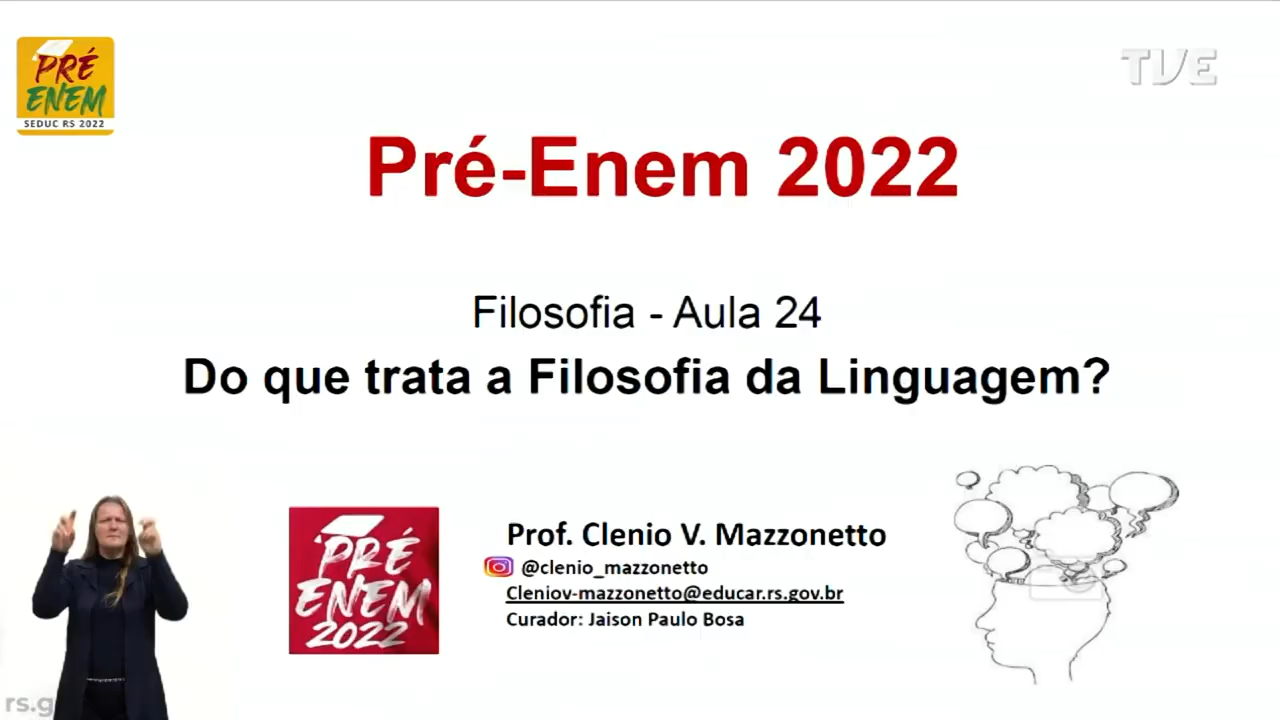 PRÉ
ENEM
SEDUC RS 2022
TVE
Pré-Enem 2022
Filosofia - Aula 24
Do que trata a Filosofia da Linguagem?
PRÉ
ENEM
2022
Prof. Clenio V. Mazzonetto
@clenio_mazzonetto
Cleniov-mazzonetto@educar.rs.gov.br
Curador: Jaison Paulo Bosa
rs.g